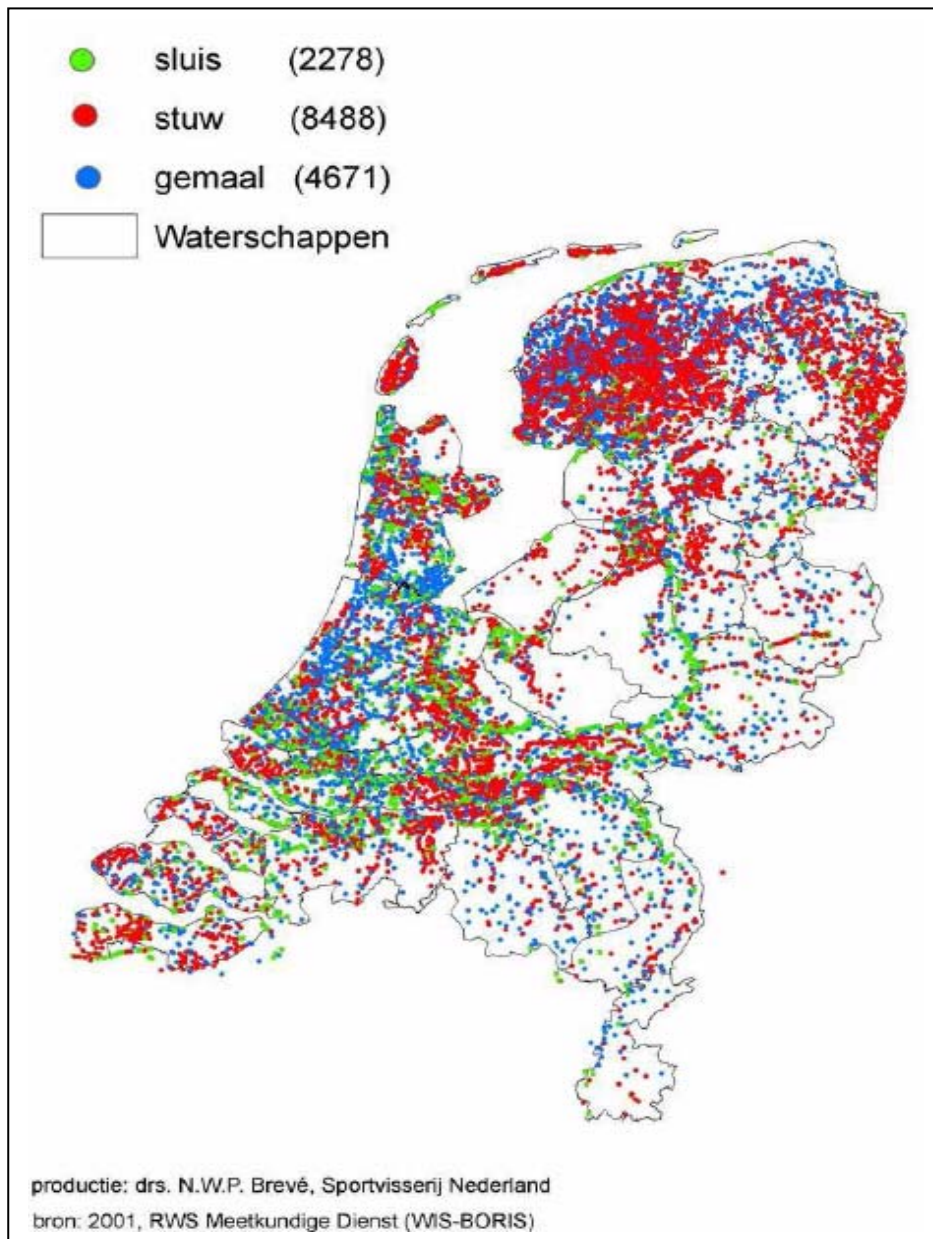 sluis (2278)
stuw (8488)
gemaal (4671)
Waterschappen
productie: drs. N.W.P. Brevé, Sportvisserij Nederland
bron: 2001, RWS Meetkundige Dienst (WIS-BORIS)